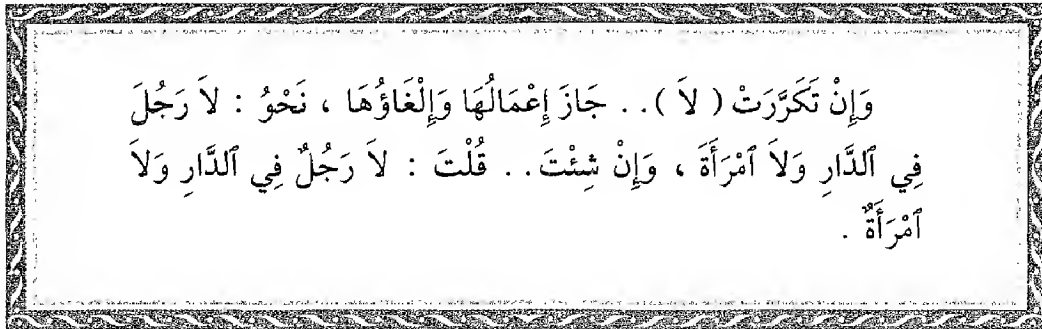 وَإِنْ تَكَرَّرَتْ ( لاَ ) . . جَازَ إِعْمَالُهَا وَإِلْغَاؤُهَا ، نَحْوُ : لاَ رَجُلَ
فِي ٱلدَّارِ وَلاَ ٱمْرَأَةَ ، وَإِنْ شِئْتَ . . قُلْتَ : لاَ رَجُلٌ فِي ٱلدَّارِ وَلاَ
ٱمْرَأَةٌ .